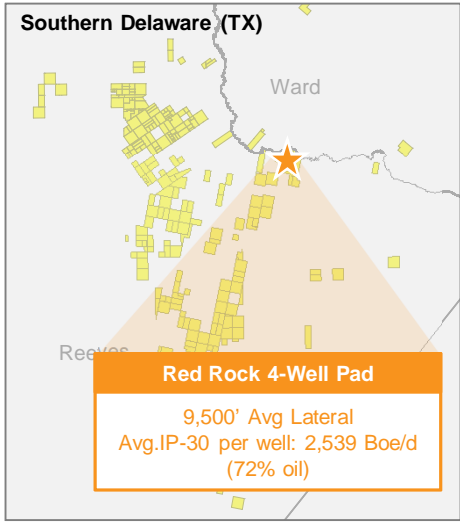 Southern Delaware (TX)
Ward
Reeves
Red Rock 4-Well Pad
9,500' Avg Lateral
Avg.IP-30 per well: 2,539 Boe/d
(72% oil)